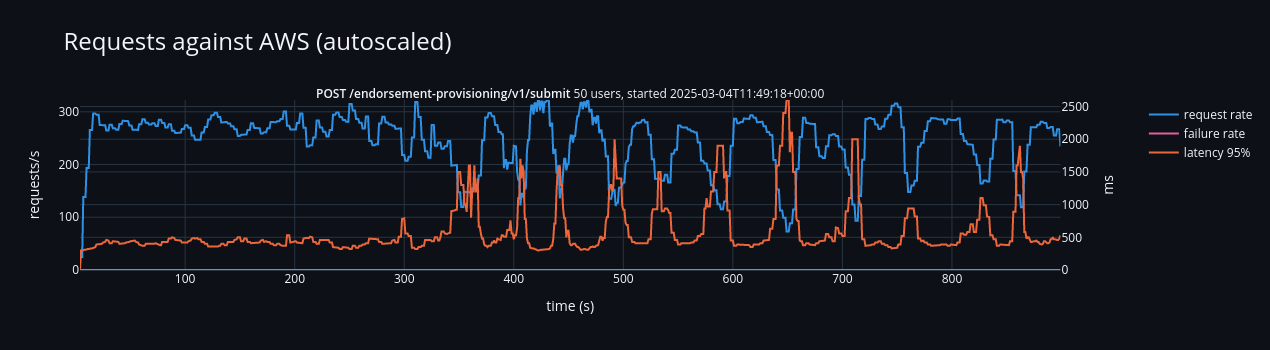 Requests against AWS (autoscaled)
POST /endorsement-provisioning/v1/submit 50 users, started 2025-03-04T11:49:18+00:00
300
200
100
0
requests/s
2500
2000
1500
1000
500
0
ms
100 200 300 400 500 600 700 800
time (s)
request rate
failure rate
latency 95%